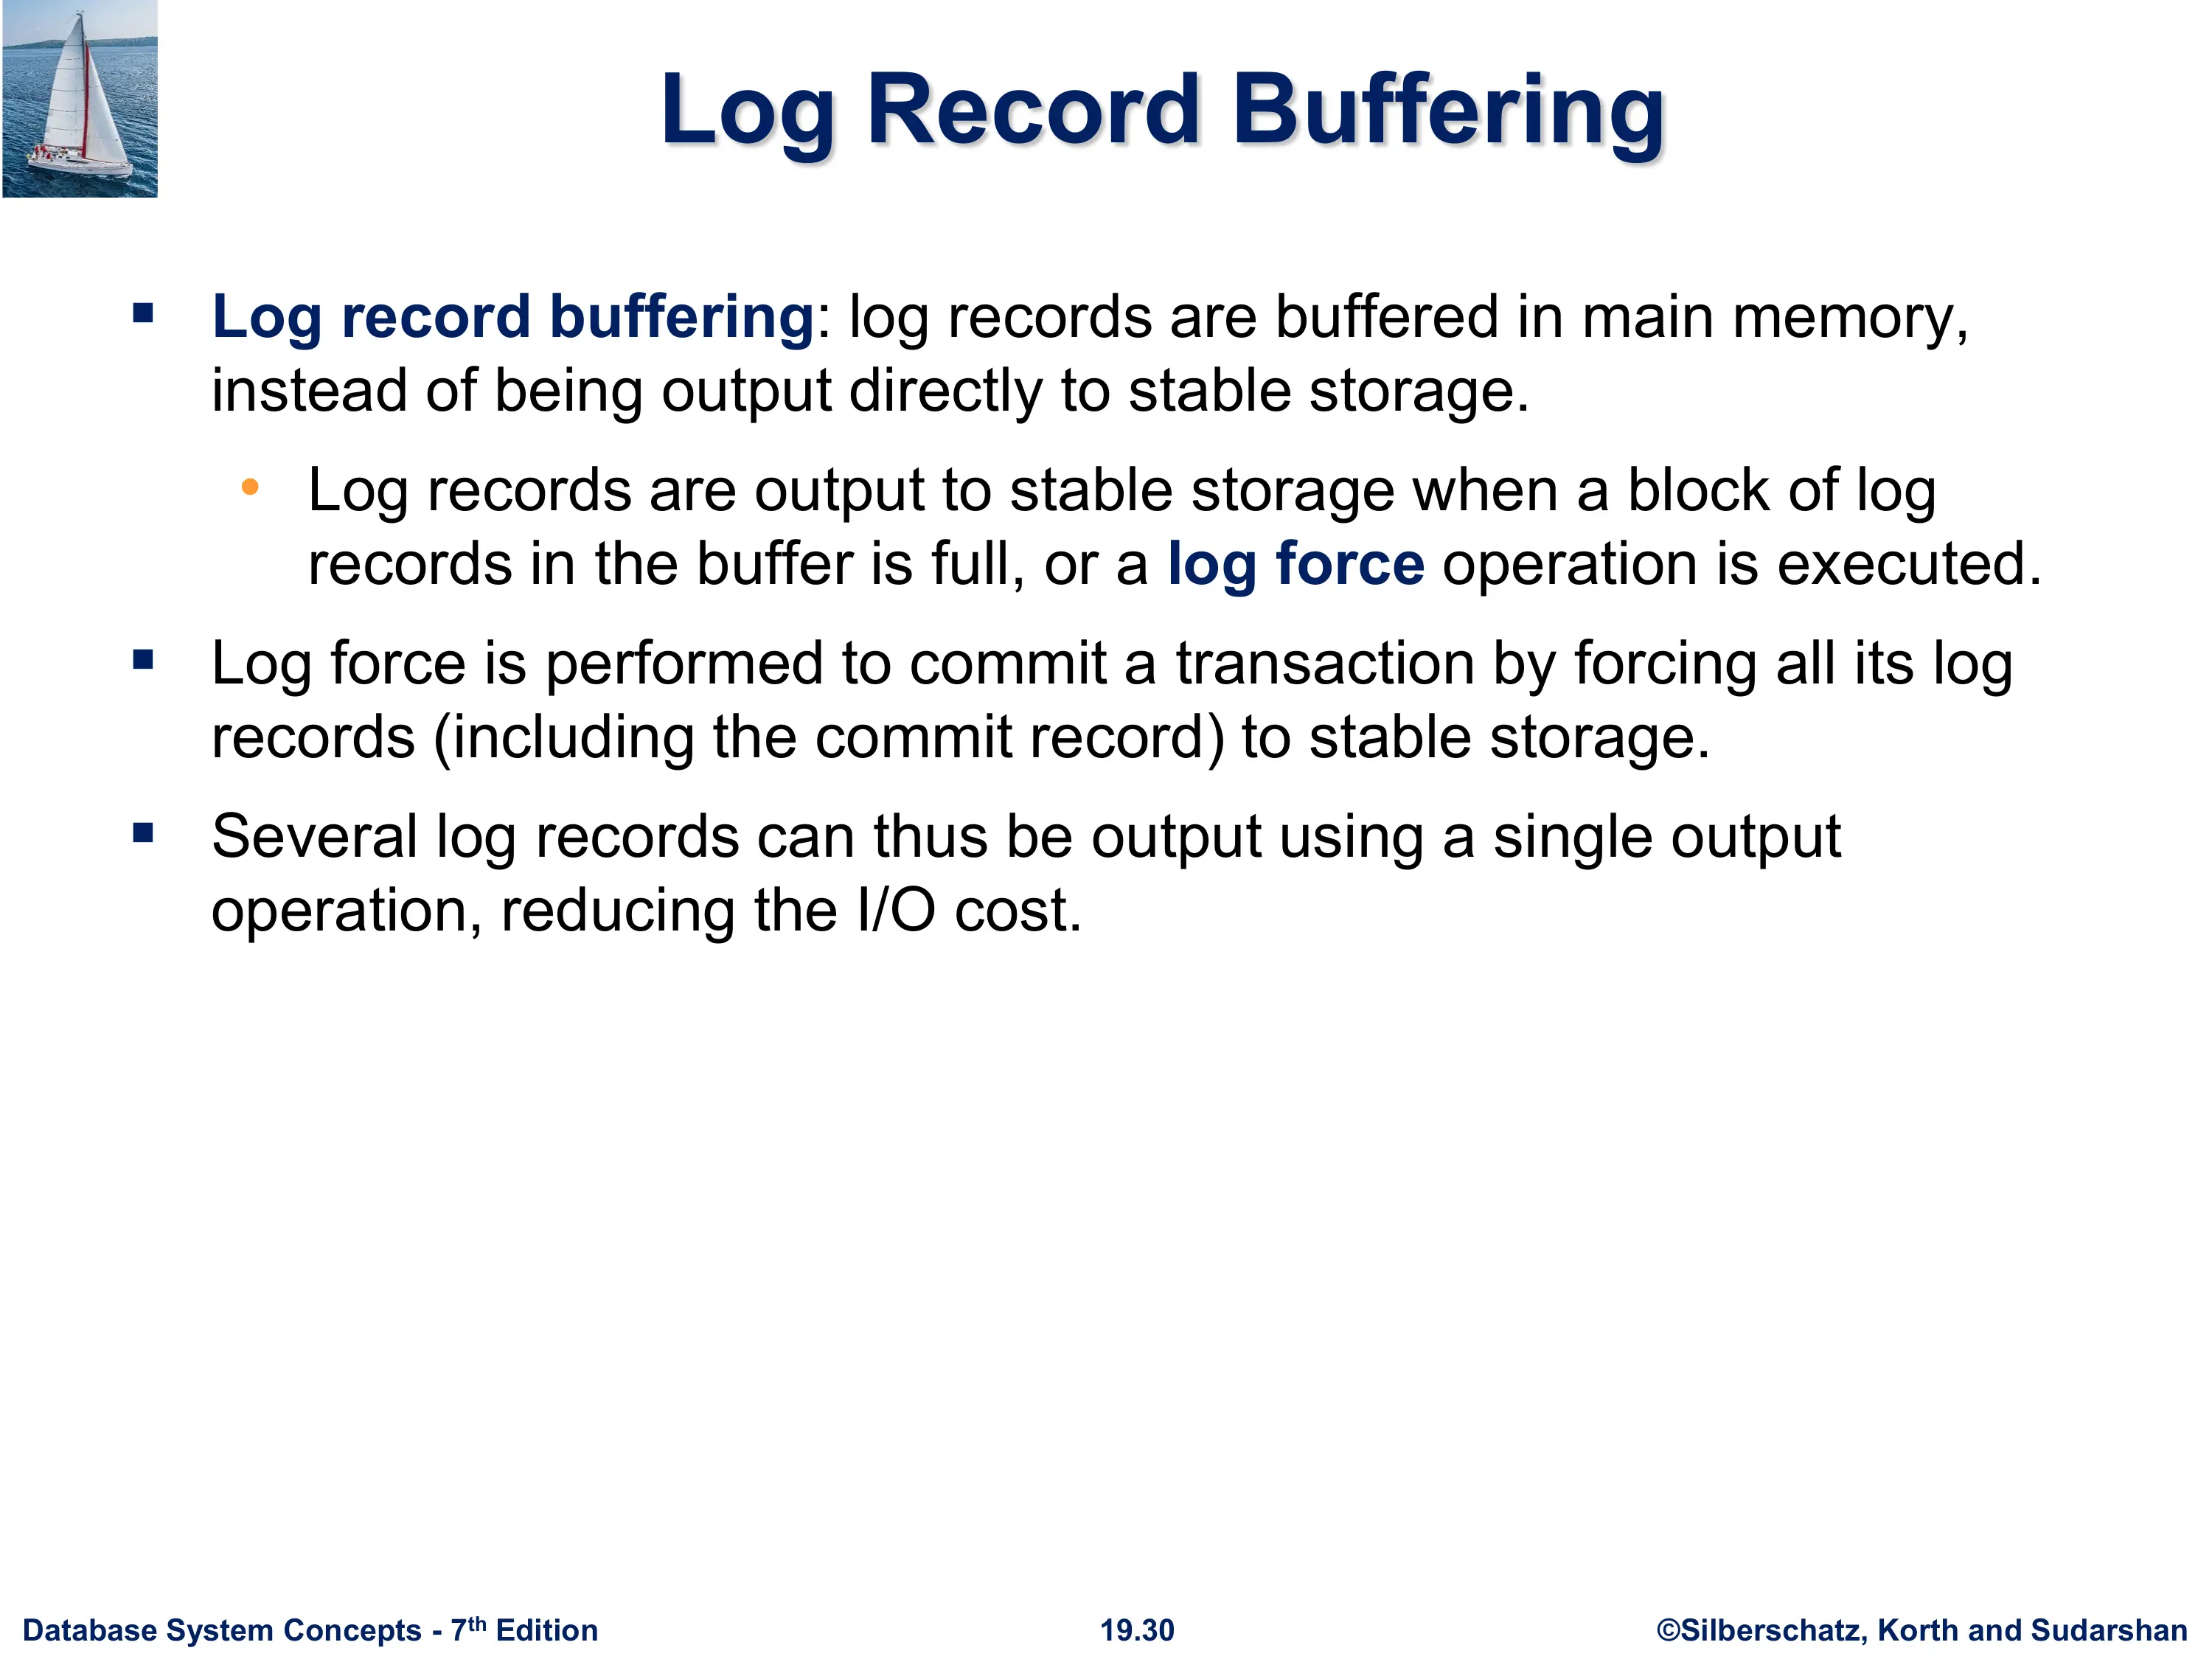 Log Record Buffering
▪ Log record buffering: log records are buffered in main memory,
instead of being output directly to stable storage.
• Log records are output to stable storage when a block of log
records in the buffer is full, or a log force operation is executed.
▪ Log force is performed to commit a transaction by forcing all its log
records (including the commit record) to stable storage.
▪ Several log records can thus be output using a single output
operation, reducing the I/O cost.
Database System Concepts - 7th Edition
19.30
©Silberschatz, Korth and Sudarshan